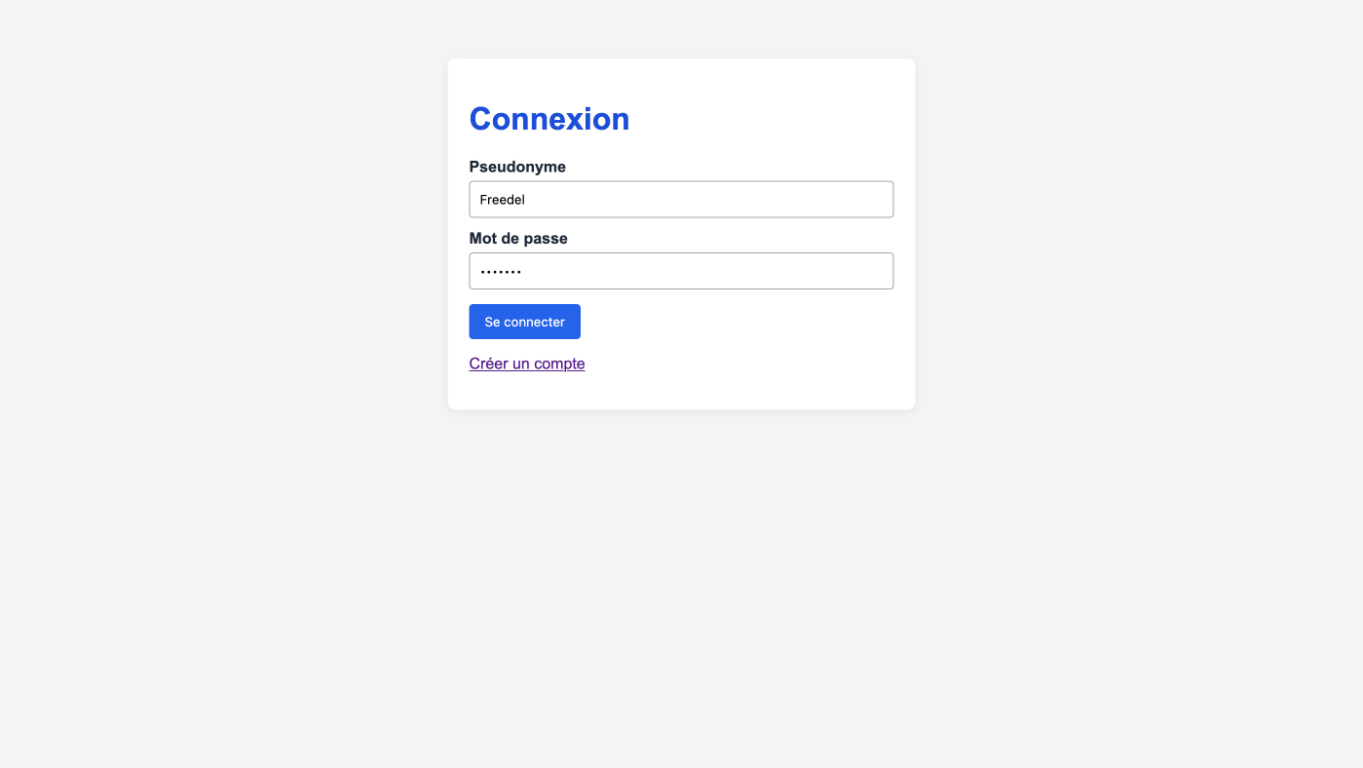 Connexion
Pseudonyme
Freedel
Mot de passe
•••••••
Se connecter
Créer un compte